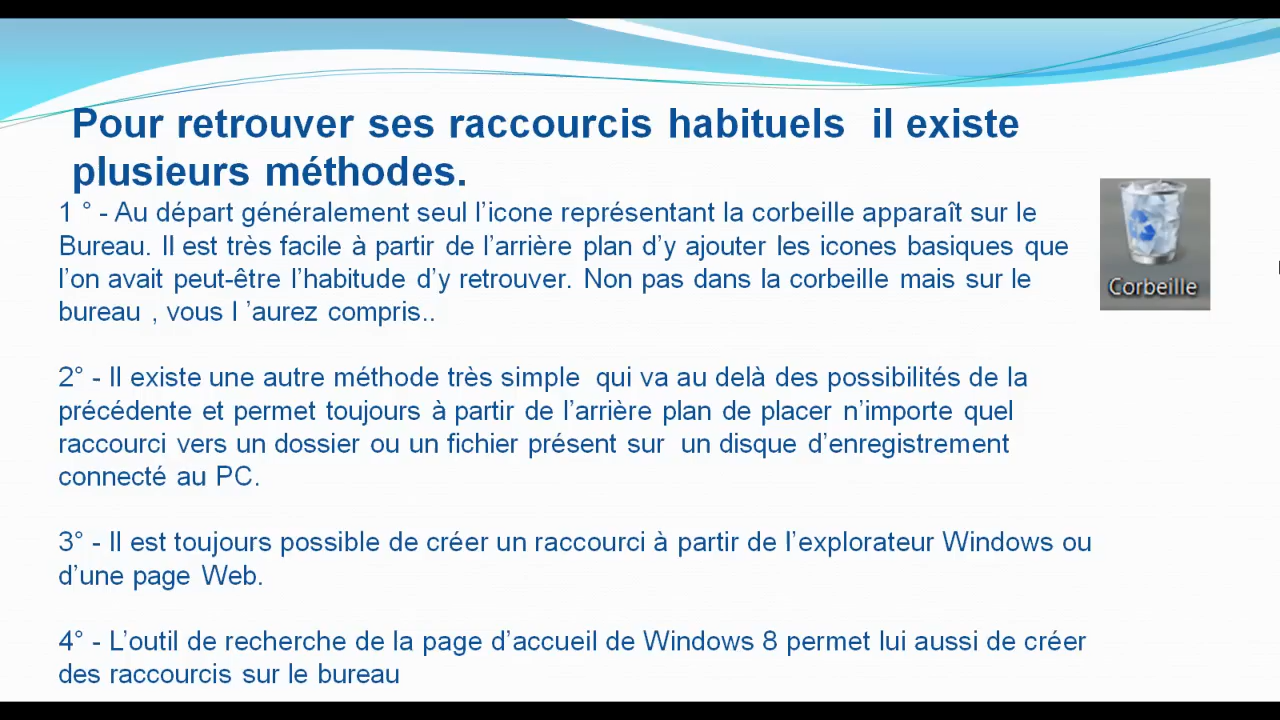 Pour retrouver ses raccourcis habituels  il existe
plusieurs méthodes.
1 ° - Au départ généralement seul l’icone représentant la corbeille apparaît sur le
Bureau. Il est très facile à partir de l’arrière plan d’y ajouter les icones basiques que
l’on avait peut-être l’habitude d’y retrouver. Non pas dans la corbeille mais sur le
bureau , vous l ’aurez compris..
Corbeille
2° - Il existe une autre méthode très simple  qui va au delà des possibilités de la
précédente et permet toujours à partir de l’arrière plan de placer n’importe quel
raccourci vers un dossier ou un fichier présent sur  un disque d’enregistrement
connecté au PC.
3° - Il est toujours possible de créer un raccourci à partir de l’explorateur Windows ou
d’une page Web.
4° - L’outil de recherche de la page d’accueil de Windows 8 permet lui aussi de créer
des raccourcis sur le bureau